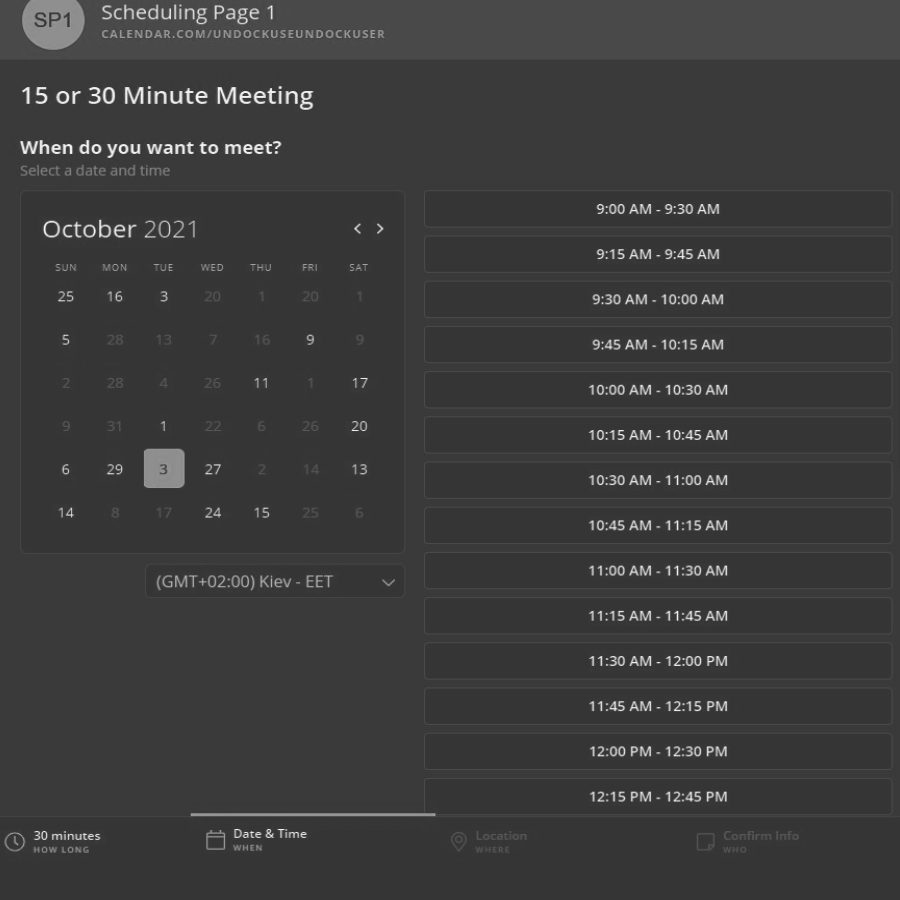 SP1
Scheduling Page 1
CALENDAR.COM/UNDOCKUSEUNDOCKUSER
15 or 30 Minute Meeting
When do you want to meet?
Select a date and time
October 2021
SUN MON TUE WED THU FRI SAT
25 16 3 20 1 20 1
5 28 13 7 16 9 9
2 28 4 26 11 1 17
9 31 1 22 6 26 20
6 29 3 27 2 14 13
14 8 17 24 15 25 6
(GMT+02:00) Kiev - EET
9:00 AM - 9:30 AM
9:15 AM - 9:45 AM
9:30 AM - 10:00 AM
9:45 AM - 10:15 AM
10:00 AM - 10:30 AM
10:15 AM - 10:45 AM
10:30 AM - 11:00 AM
10:45 AM - 11:15 AM
11:00 AM - 11:30 AM
11:15 AM - 11:45 AM
11:30 AM - 12:00 PM
11:45 AM - 12:15 PM
12:00 PM - 12:30 PM
12:15 PM - 12:45 PM
30 minutes
HOW LONG
Date & Time
WHEN
Location
WHERE
Confirm Info
WHO